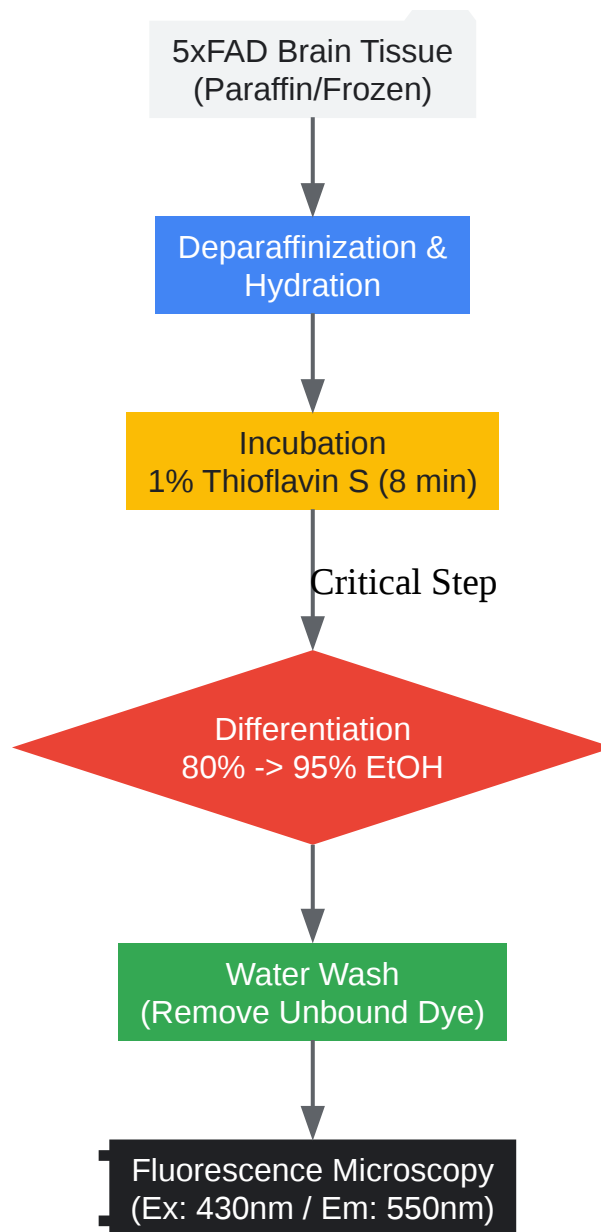 5xFAD Brain Tissue
(Paraffin/Frozen)
Deparaffinization &
Hydration
Incubation
1% Thioflavin S (8 min)
Critical Step
Differentiation
80% -> 95% EtOH
Water Wash
(Remove Unbound Dye)
Fluorescence Microscopy
(Ex: 430nm / Em: 550nm)